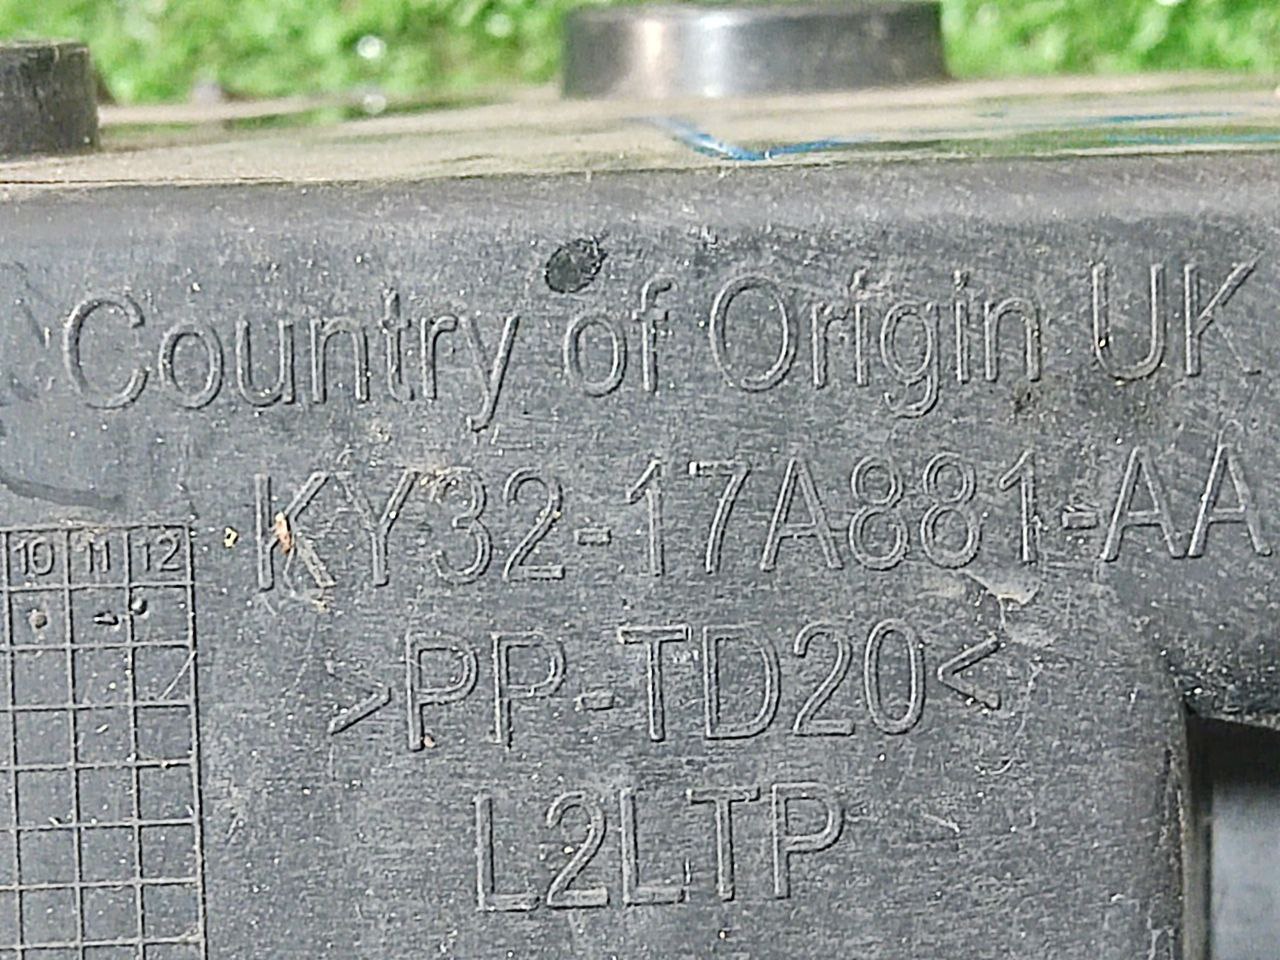 Country of Origin UK
KY32-17A881-AA
10 11 12
>PP-TD20<
L2LTP